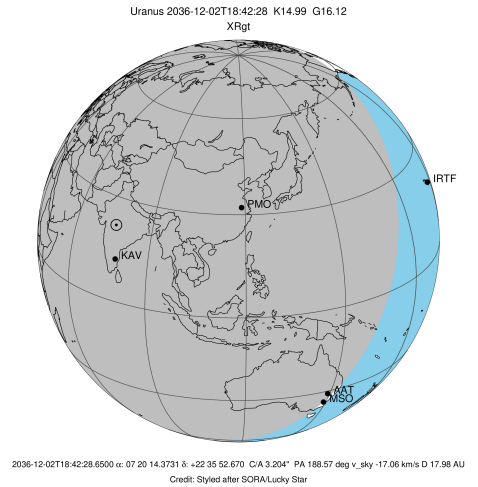 Uranus 2036-12-02T18:42:28 K14.99 G16.12
XRgt
IRTF
PMO
KAV
AAT
MSO
2036-12-02T18:42:28.6500 α: 07 20 14.3731 δ: +22 35 52.670 C/A 3.204" PA 188.57 deg v_sky -17.06 km/s D 17.98 AU
Credit: Styled after SORA/Lucky Star